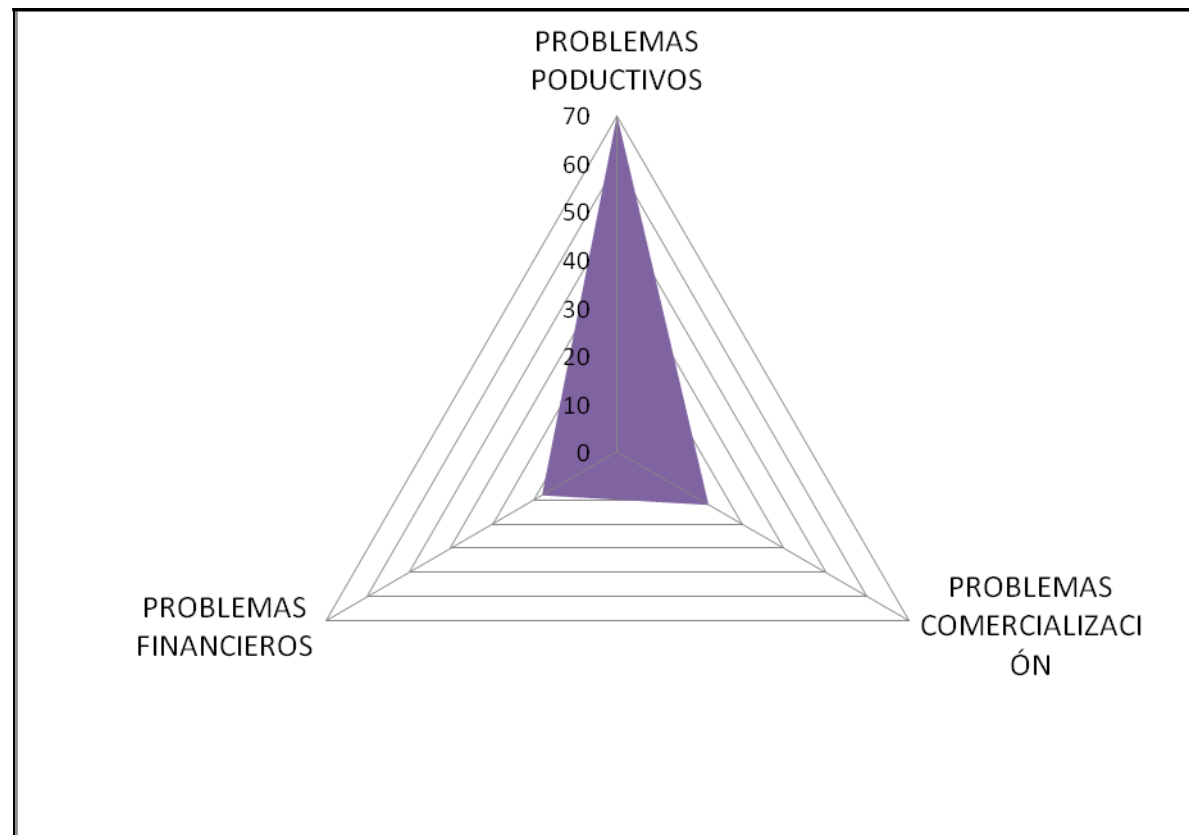 PROBLEMAS
PODUCTIVOS
70
60
50
40
30
20
10
0
PROBLEMAS
FINANCIEROS
PROBLEMAS
COMERCIALIZACI
ÓN